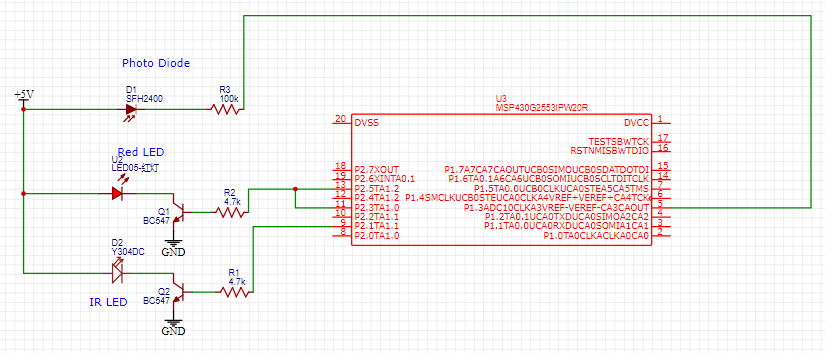 Photo Diode
+5V
D1
SFH2400
R3
100k
U3
MSP430G2553IPW20R
20 DVSS
DVCC 1
TESTSBWTCK 17
RSTNMISBWTDIO 16
Red LED
U2
LED05-红灯
18 P2.7XOUT
P1.7A7CA7CAOUTUCB0SIMOUCB0SDATDOTDI 15
19 P2.6XINTA0.1
P1.6TA0.1A6CA6UCB0SOMIUCB0SCLTDITCLK 14
13 P2.5TA1.2
P1.5TA0.0UCB0CLKUCA0STEA5CA5TMS 7
12 P2.4TA1.2
P1.4SMCLKUCB0STEUCA0CLKA4VREF+VEREF+CA4TCK 6
11 P2.3TA1.0
P1.3ADC10CLKA3VREF-VEREF-CA3CAOUT 5
10 P2.2TA1.1
P1.2TA0.1UCA0TXDUCA0SIMOA2CA2 4
9 P2.1TA1.1
P1.1TA0.0UCA0RXDUCA0SOMIA1CA1 3
8 P2.0TA1.0
P1.0TA0CLKACLKA0CA0 2
R2
4.7k
Q1
BC547
GND
D2
Y304DC
R1
4.7k
Q2
BC547
IR LED
GND